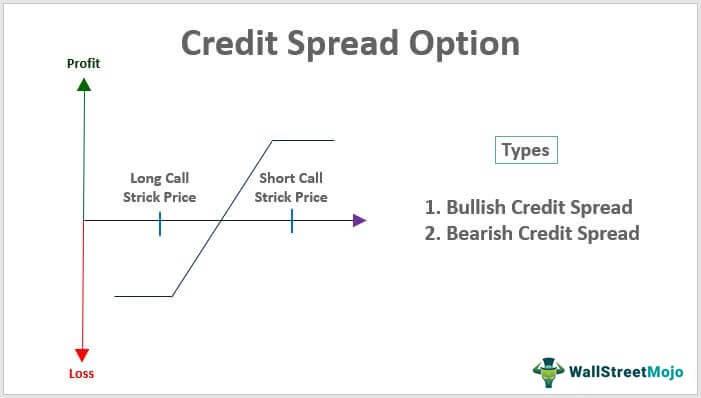 Credit Spread Option
Profit
Long Call
Strick Price
Short Call
Strick Price
Loss
Types
1. Bullish Credit Spread
2. Bearish Credit Spread
WallStreetMojo